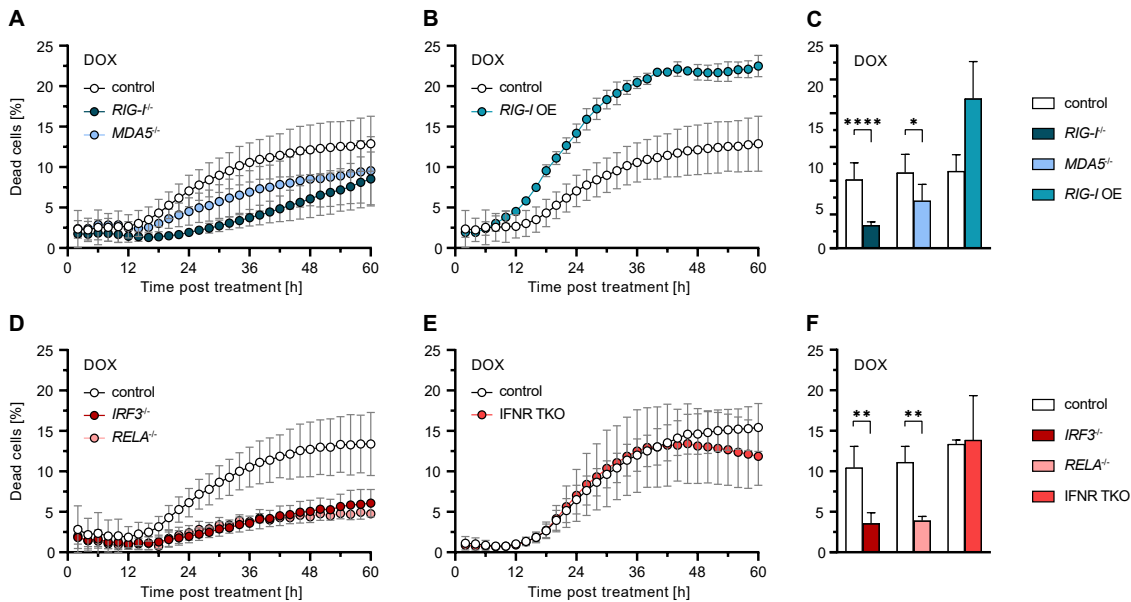 A
DOX
control
RIG-I-/-
MDA5-/-
Dead cells [%]
25
20
15
10
5
0
0
12
24
36
48
60
Time post treatment [h]
B
DOX
control
RIG-I OE
25
20
15
10
5
0
0
12
24
36
48
60
Time post treatment [h]
C
DOX
25
20
15
10
5
0
****
*
control
RIG-I-/-
MDA5-/-
RIG-I OE
D
DOX
control
IRF3-/-
RELA-/-
Dead cells [%]
25
20
15
10
5
0
0
12
24
36
48
60
Time post treatment [h]
E
DOX
control
IFNR TKO
25
20
15
10
5
0
0
12
24
36
48
60
Time post treatment [h]
F
DOX
25
20
15
10
5
0
**
**
control
IRF3-/-
RELA-/-
IFNR TKO